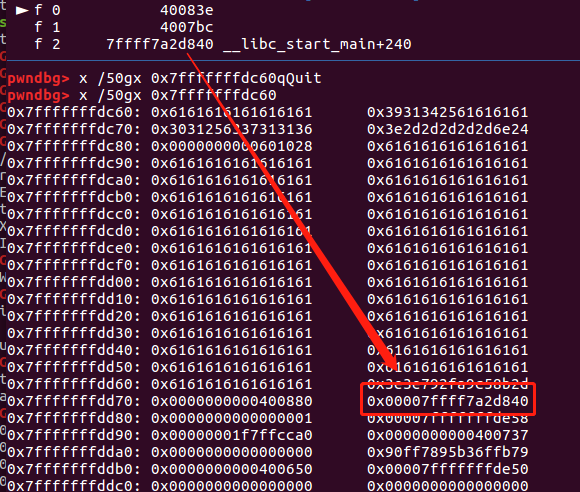 ► f 0 40083e
f 1 4007bc
f 2 7ffff7a2d840 __libc_start_main+240
pwndbg> x /50gx 0x7fffffffdc60qQuit
pwndbg> x /50gx 0x7fffffffdc60
0x7fffffffdc60: 0x6161616161616161 0x3931342561616161
0x7fffffffdc70: 0x3031256e37313136 0x3e2d2d2d2d2d6e24
0x7fffffffdc80: 0x0000000000601028 0x6161616161616161
0x7fffffffdc90: 0x6161616161616161 0x6161616161616161
0x7fffffffdca0: 0x6161616161616161 0x6161616161616161
0x7fffffffdcb0: 0x6161616161616161 0x6161616161616161
0x7fffffffdcc0: 0x6161616161616161 0x6161616161616161
0x7fffffffdcd0: 0x6161616161616161 0x6161616161616161
0x7fffffffdce0: 0x6161616161616161 0x6161616161616161
0x7fffffffdcf0: 0x6161616161616161 0x6161616161616161
0x7fffffffdd00: 0x6161616161616161 0x6161616161616161
0x7fffffffdd10: 0x6161616161616161 0x6161616161616161
0x7fffffffdd20: 0x6161616161616161 0x6161616161616161
0x7fffffffdd30: 0x6161616161616161 0x6161616161616161
0x7fffffffdd40: 0x6161616161616161 0x6161616161616161
0x7fffffffdd50: 0x6161616161616161 0x6161616161616161
0x7fffffffdd60: 0x6161616161616161
0x7fffffffdd70: 0x0000000000400880 0x00007ffff7a2d840
0x7fffffffdd80: 0x0000000000000001 0x00007fffffffde58
0x7fffffffdd90: 0x00000001f7ffcca0 0x0000000000400737
0x7fffffffdda0: 0x0000000000000000 0x90ff7895b36ffb79
0x7fffffffddb0: 0x0000000000400650 0x00007fffffffde50
0x7fffffffddc0: 0x0000000000000000 0x0000000000000000